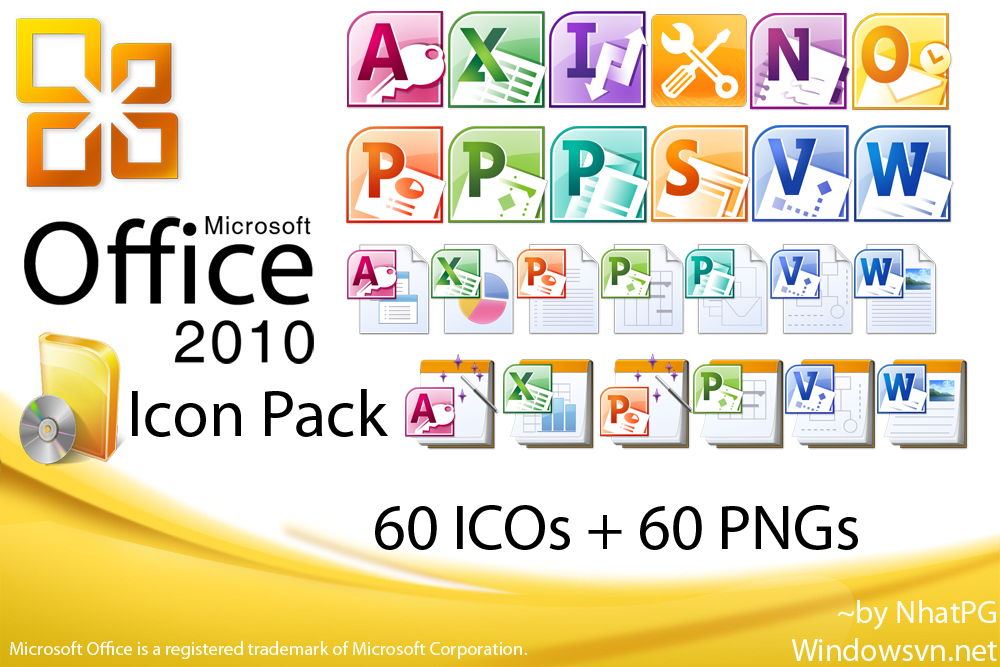 A X I N O
P P P S V W
Microsoft
Office
2010
A X P P P V W
Icon Pack
A X P P V W
60 ICOs + 60 PNGs
~by NhatPG
Windowsvn.net
Microsoft Office is a registered trademark of Microsoft Corporation.